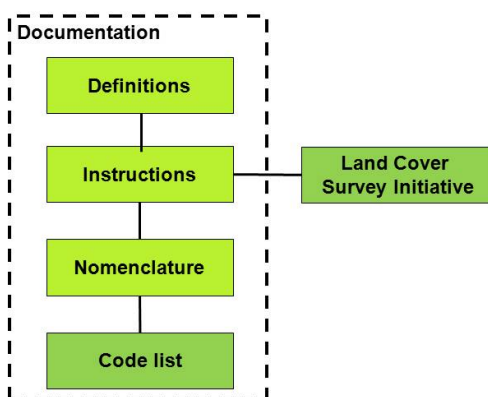 Documentation
Definitions
Instructions
Land Cover
Survey Initiative
Nomenclature
Code list